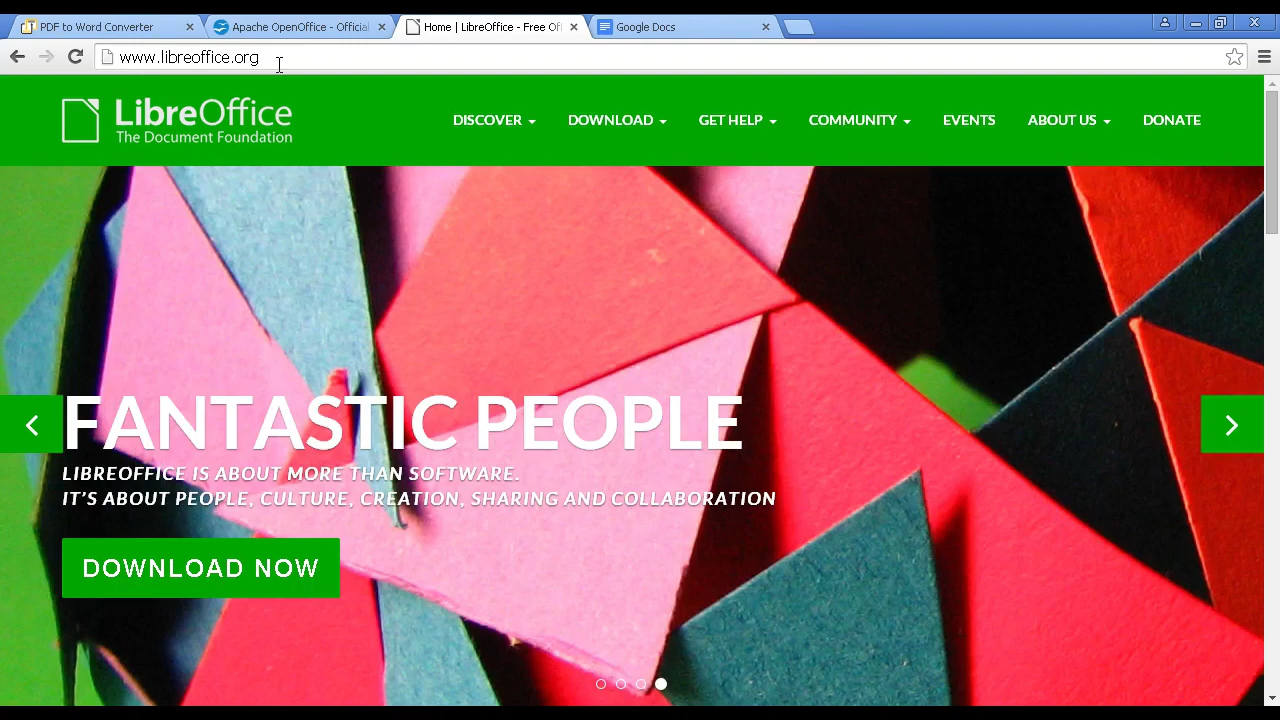 PDF to Word Converter
Apache OpenOffice - Official
Home | LibreOffice - Free Of
Google Docs
www.libreoffice.org
LibreOffice
The Document Foundation
DISCOVER
DOWNLOAD
GET HELP
COMMUNITY
EVENTS
ABOUT US
DONATE
FANTASTIC PEOPLE
LIBREOFFICE IS ABOUT MORE THAN SOFTWARE.
IT'S ABOUT PEOPLE, CULTURE, CREATION, SHARING AND COLLABORATION
DOWNLOAD NOW